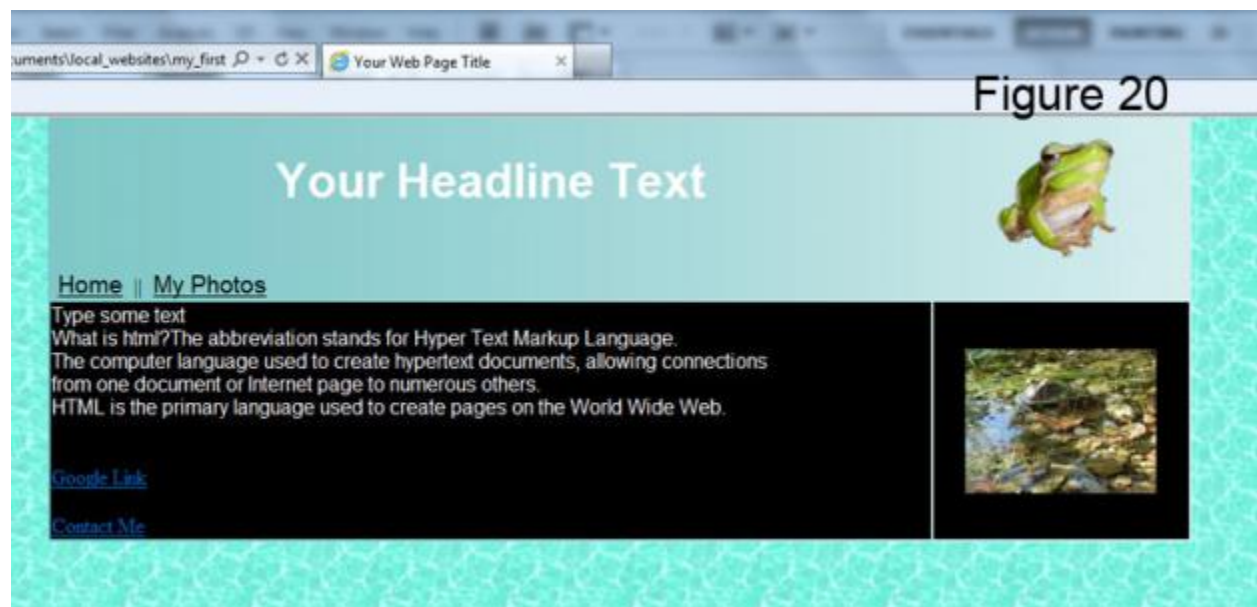 uments\local_websites\my_first
Your Web Page Title
Figure 20
Your Headline Text
Home || My Photos
Type some text
What is html?The abbreviation stands for Hyper Text Markup Language.
The computer language used to create hypertext documents, allowing connections
from one document or Internet page to numerous others.
HTML is the primary language used to create pages on the World Wide Web.
Google Link
Contact Me